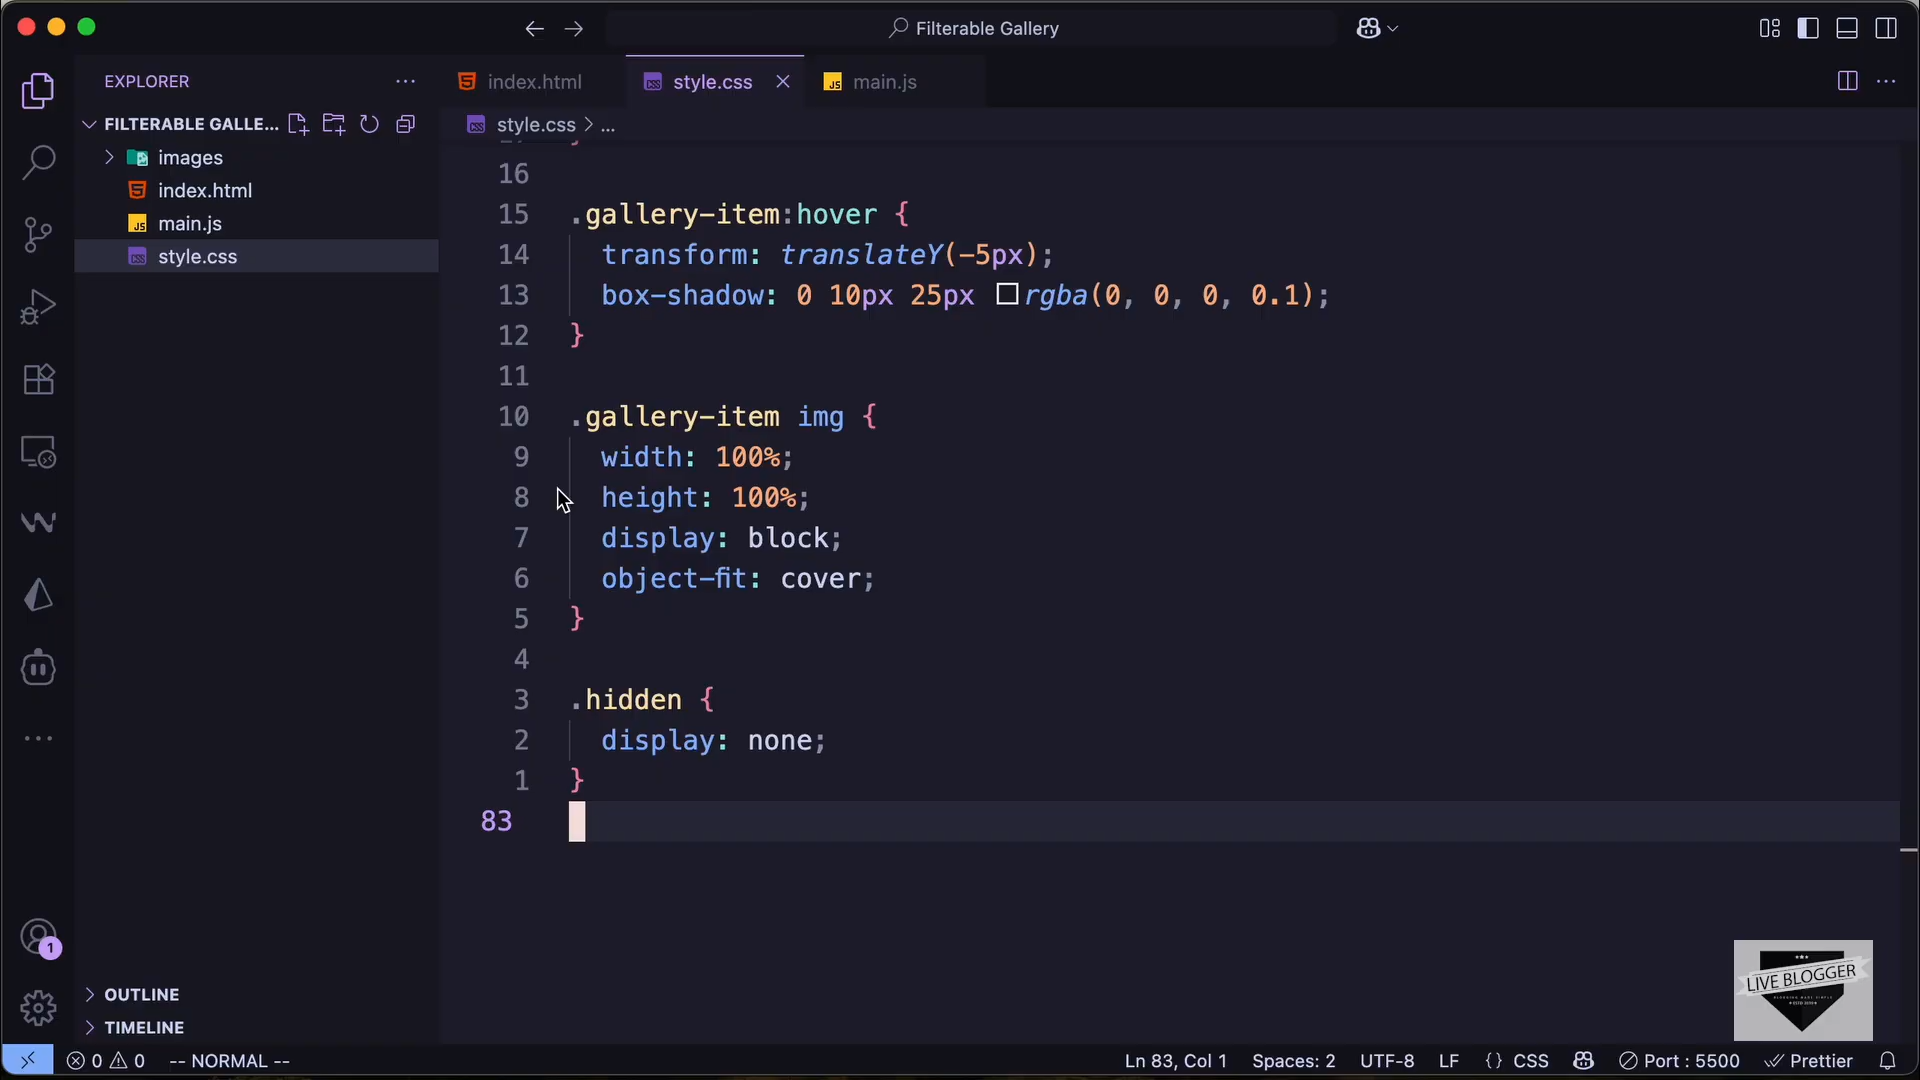 Filterable Gallery
EXPLORER
index.html
style.css
main.js
FILTERABLE GALLE...
style.css > ...
images
index.html
main.js
style.css
16
15 .gallery-item:hover {
14 transform: translateY(-5px);
13 box-shadow: 0 10px 25px rgba(0, 0, 0, 0.1);
12 }
11
10 .gallery-item img {
9 width: 100%;
8 height: 100%;
7 display: block;
6 object-fit: cover;
5 }
4
3 .hidden {
2 display: none;
1 }
83
1
OUTLINE
TIMELINE
LIVE BLOGGER
0 0 -- NORMAL --
Ln 83, Col 1 Spaces: 2 UTF-8 LF {} CSS Port : 5500 Prettier